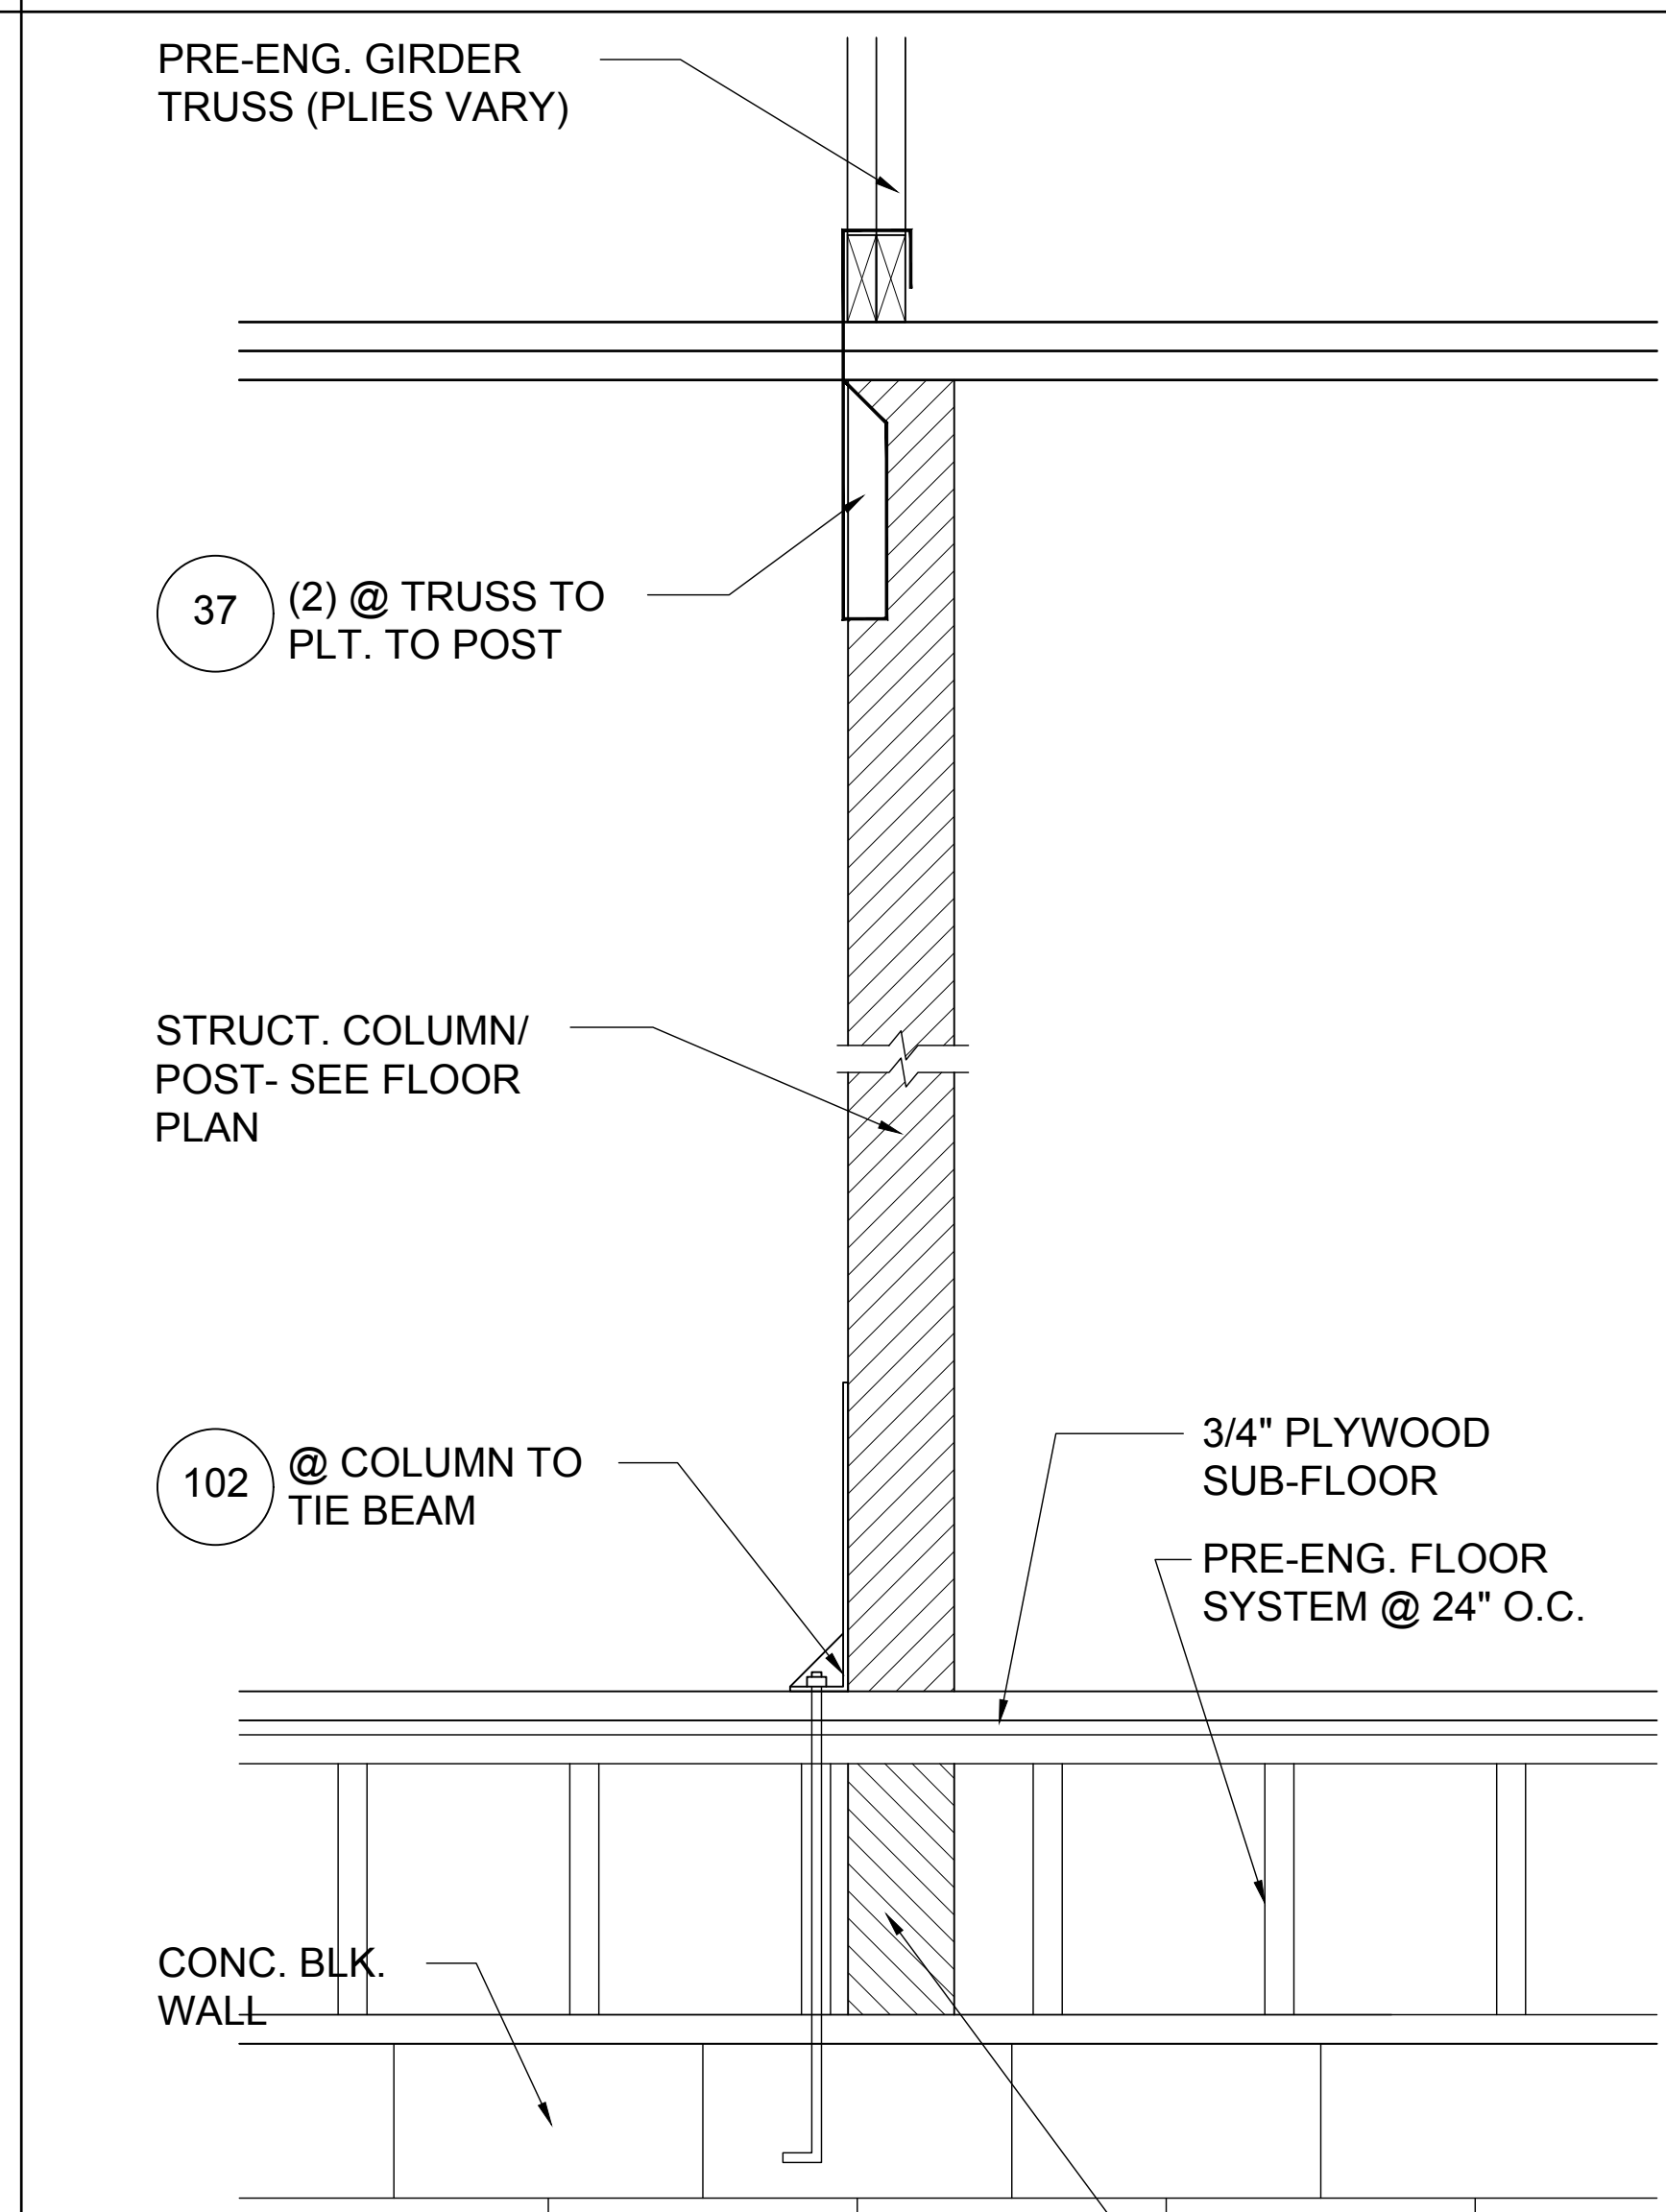 PRE-ENG. GIRDER
TRUSS (PLIES VARY)
37
(2) @ TRUSS TO
PLT. TO POST
STRUCT. COLUMN/
POST- SEE FLOOR
PLAN
102
@ COLUMN TO
TIE BEAM
3/4" PLYWOOD
SUB-FLOOR
PRE-ENG. FLOOR
SYSTEM @ 24" O.C.
CONC. BLK.
WALL